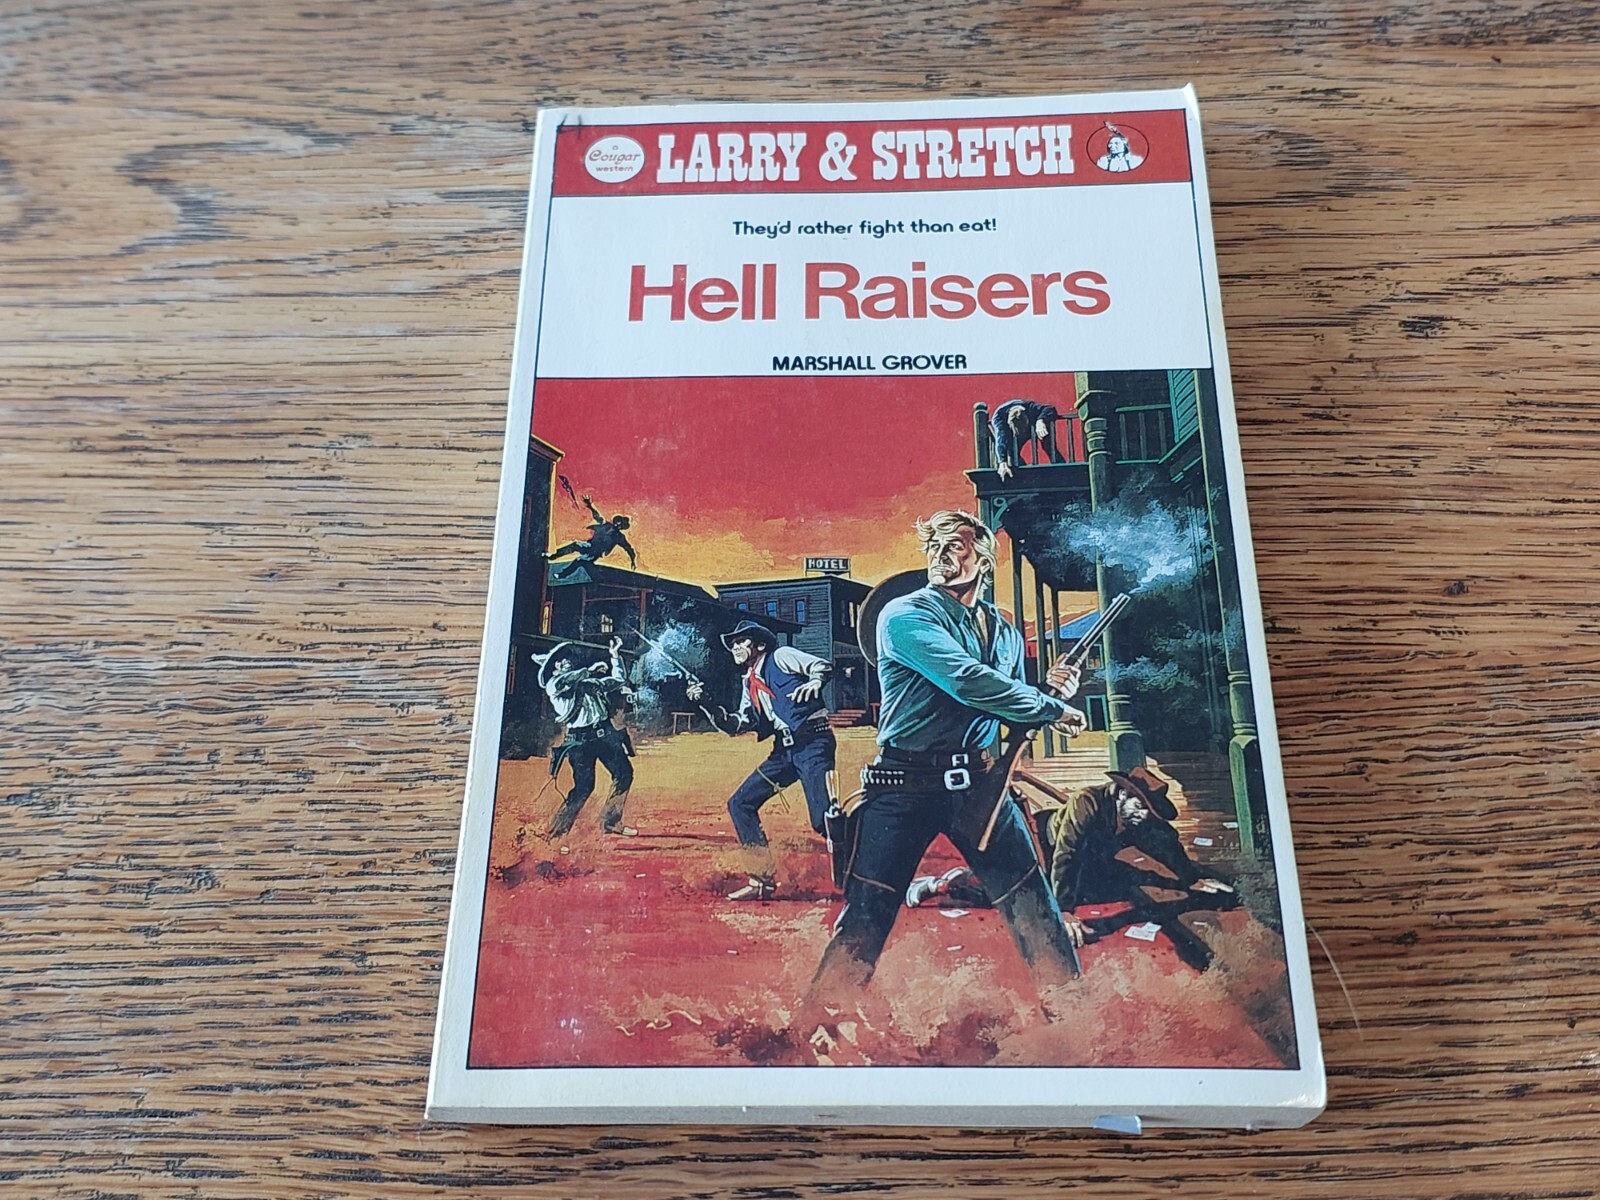 a
Cougar
western
LARRY & STRETCH
They'd rather fight than eat!
Hell Raisers
MARSHALL GROVER
HOTEL